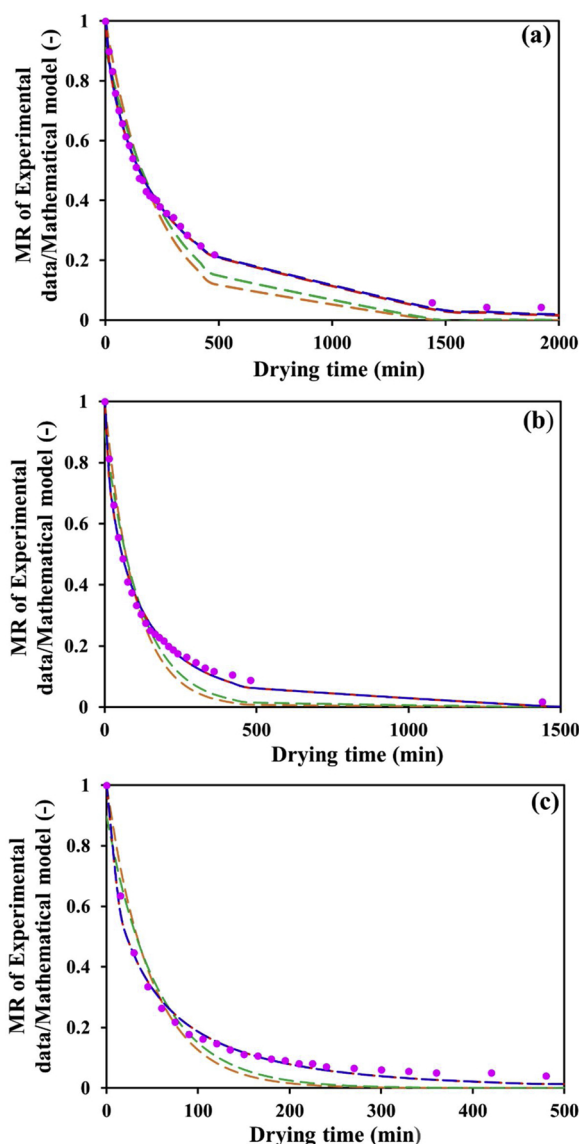 (a)
MR of Experimental
data/Mathematical model (-)
1
0.8
0.6
0.4
0.2
0
0
500
1000
1500
2000
Drying time (min)
(b)
MR of Experimental
data/Mathematical model (-)
1
0.8
0.6
0.4
0.2
0
0
500
1000
1500
Drying time (min)
(c)
MR of Experimental
data/Mathematical model (-)
1
0.8
0.6
0.4
0.2
0
0
100
200
300
400
500
Drying time (min)